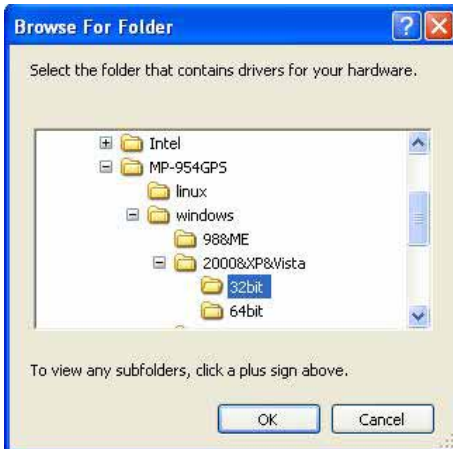 Browse For Folder
Select the folder that contains drivers for your hardware.
Intel
MP-954GPS
linux
windows
98&ME
2000&XP&Vista
32bit
64bit
To view any subfolders, click a plus sign above.
OK Cancel